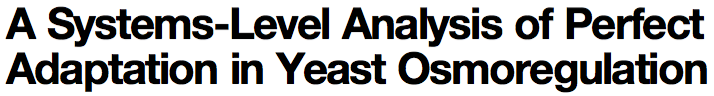 A Systems-Level Analysis of Perfect
Adaptation in Yeast Osmoregulation